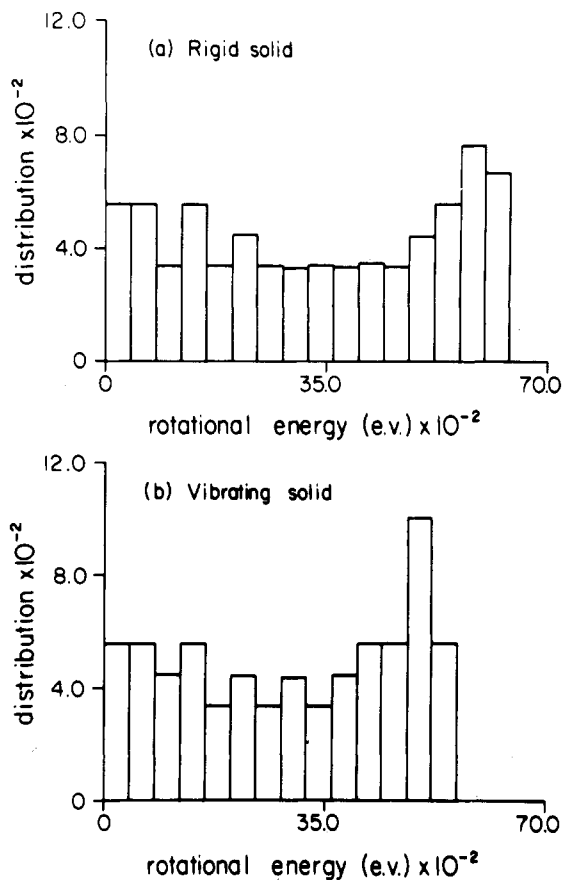 12.0
(a) Rigid solid
8.0
4.0
0
distribution x10⁻²
0 35.0 70.0
rotational energy (e.v.) x10⁻²
12.0
(b) Vibrating solid
8.0
4.0
0
distribution x10⁻²
0 35.0 70.0
rotational energy (e.v.) x10⁻²